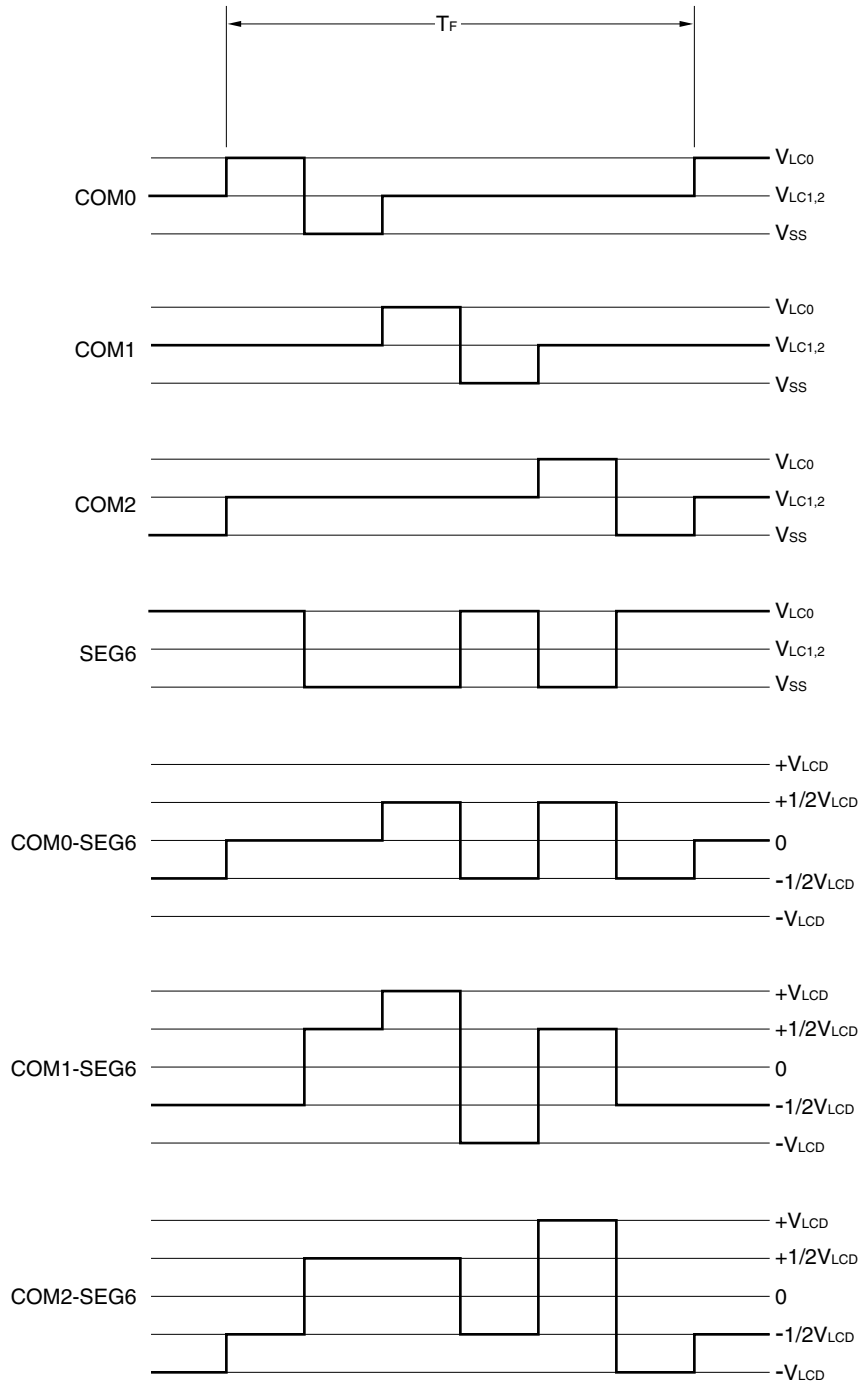 TF
COM0
VLC0
VLC1,2
VSS
COM1
VLC0
VLC1,2
VSS
COM2
VLC0
VLC1,2
VSS
SEG6
VLC0
VLC1,2
VSS
COM0-SEG6
+VLCD
+1/2VLCD
0
-1/2VLCD
-VLCD
COM1-SEG6
+VLCD
+1/2VLCD
0
-1/2VLCD
-VLCD
COM2-SEG6
+VLCD
+1/2VLCD
0
-1/2VLCD
-VLCD